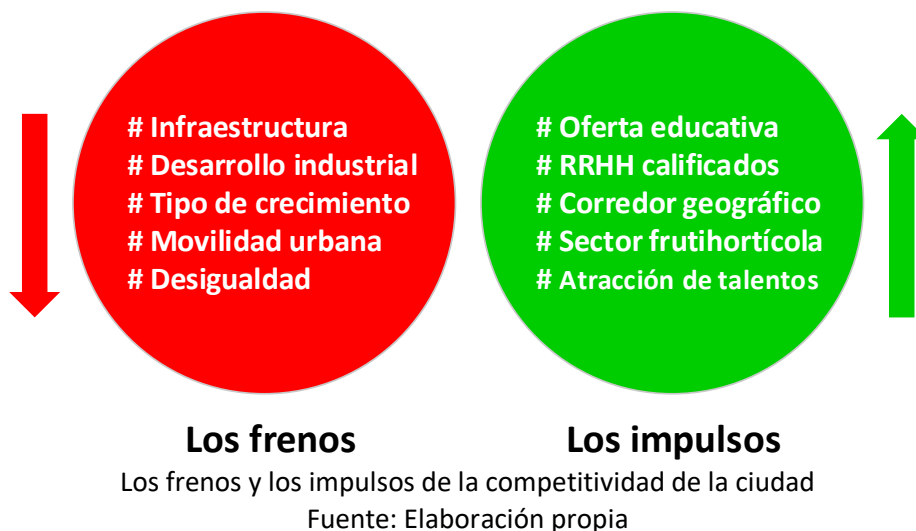 # Infraestructura
# Desarrollo industrial
# Tipo de crecimiento
# Movilidad urbana
# Desigualdad
# Oferta educativa
# RRHH calificados
# Corredor geográfico
# Sector frutihortícola
# Atracción de talentos
Los frenos
Los impulsos
Los frenos y los impulsos de la competitividad de la ciudad
Fuente: Elaboración propia